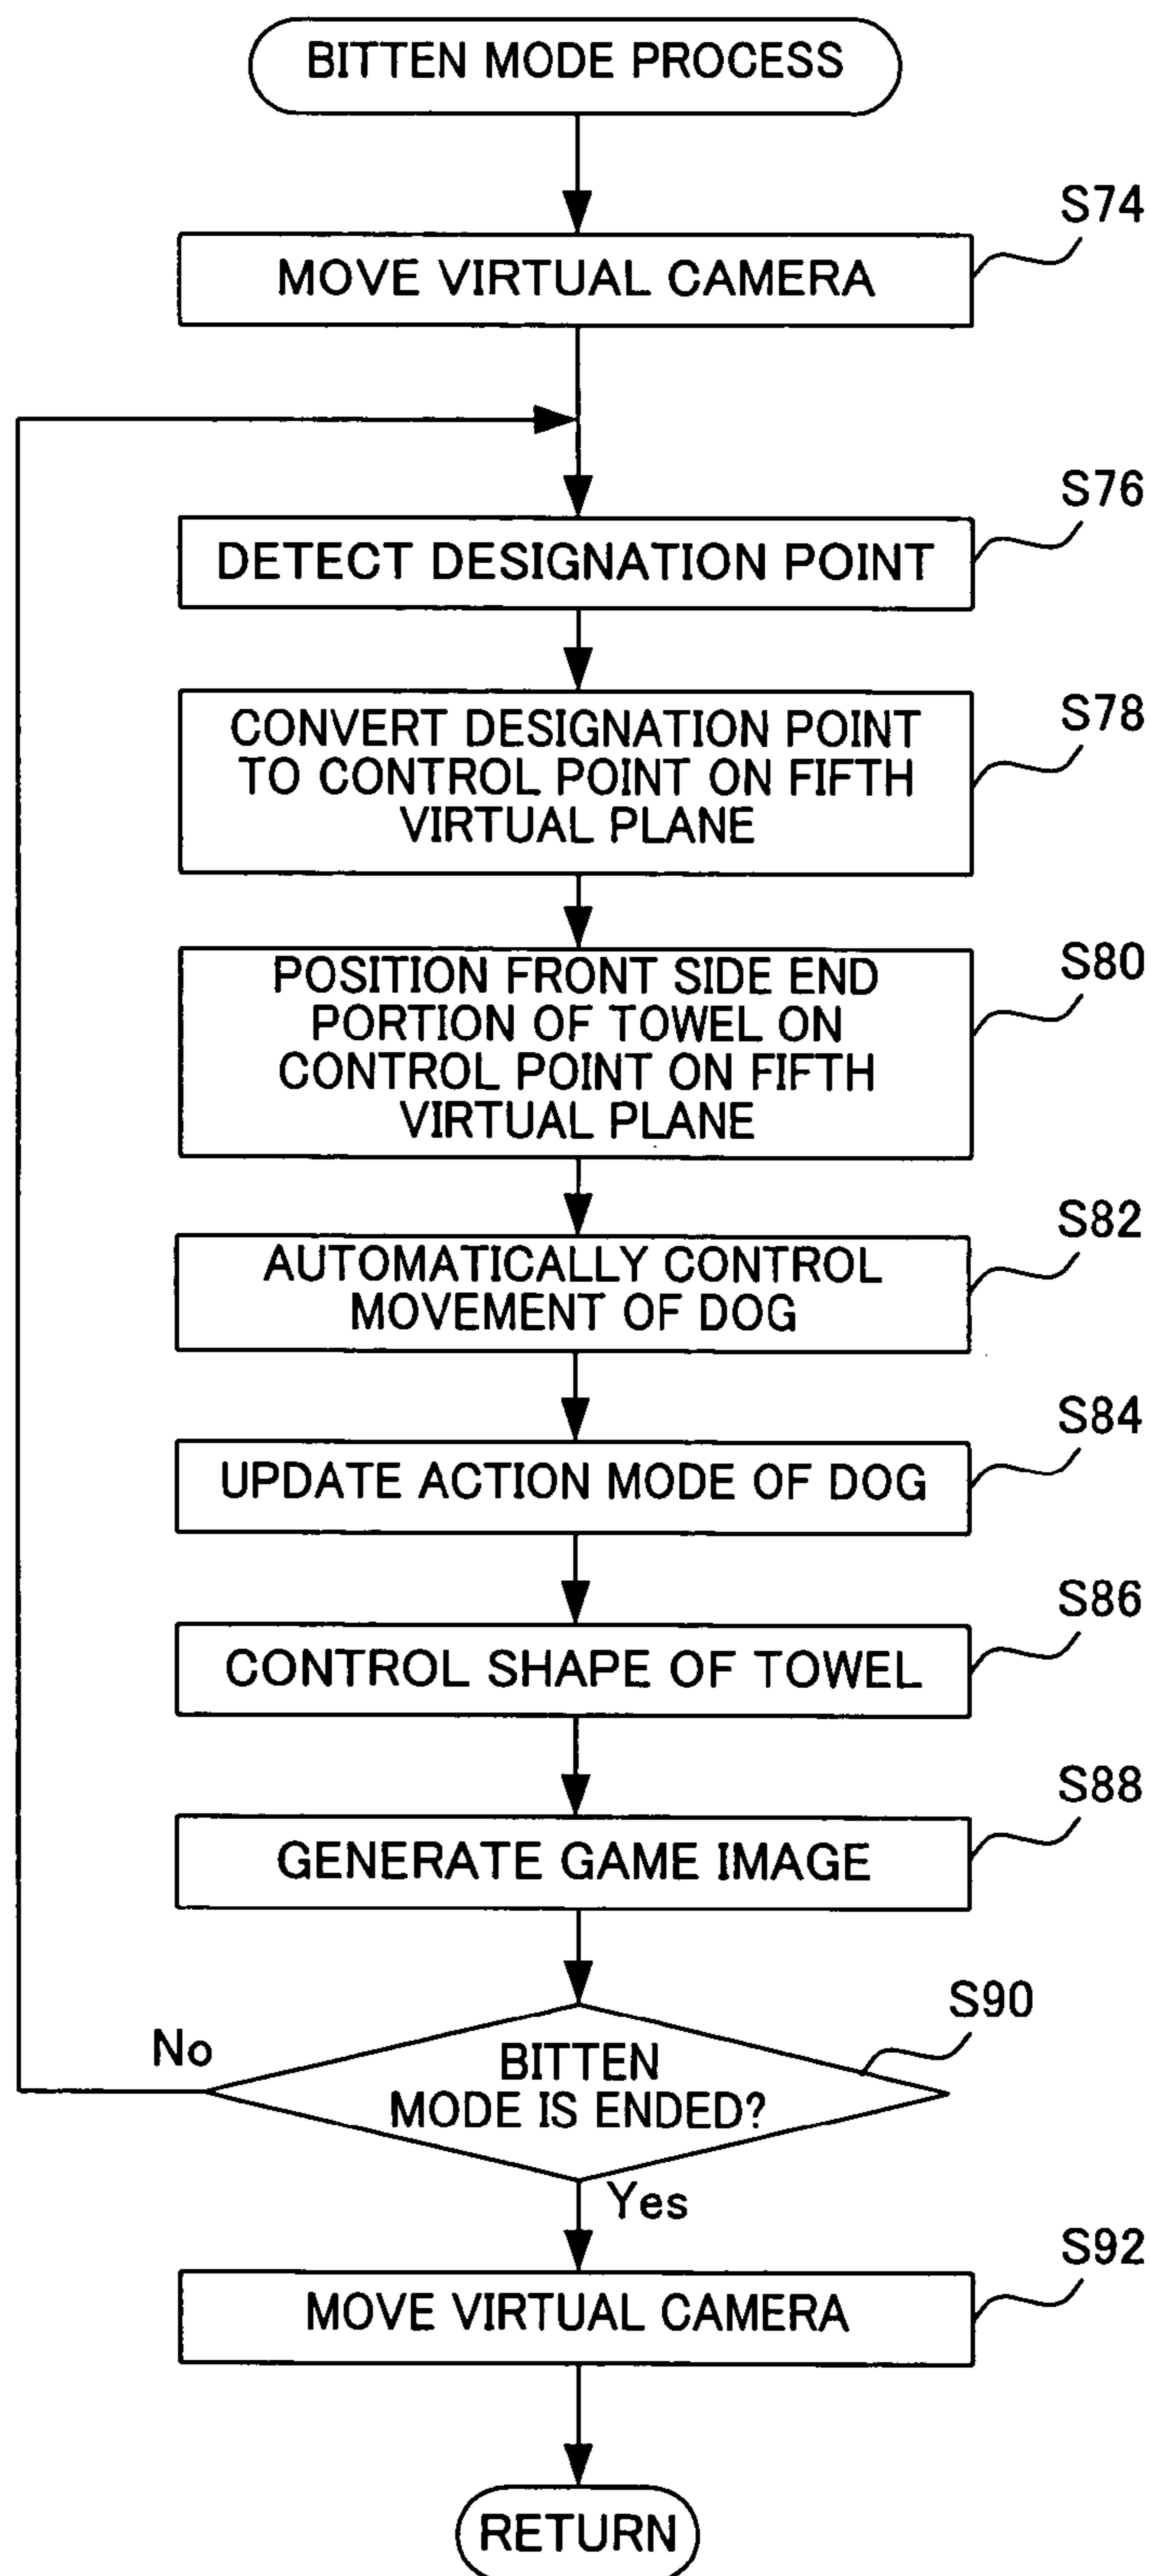 BITTEN MODE PROCESS
S74
MOVE VIRTUAL CAMERA
S76
DETECT DESIGNATION POINT
S78
CONVERT DESIGNATION POINT
TO CONTROL POINT ON FIFTH
VIRTUAL PLANE
S80
POSITION FRONT SIDE END
PORTION OF TOWEL ON
CONTROL POINT ON FIFTH
VIRTUAL PLANE
S82
AUTOMATICALLY CONTROL
MOVEMENT OF DOG
S84
UPDATE ACTION MODE OF DOG
S86
CONTROL SHAPE OF TOWEL
S88
GENERATE GAME IMAGE
S90
No
BITTEN
MODE IS ENDED?
Yes
S92
MOVE VIRTUAL CAMERA
RETURN